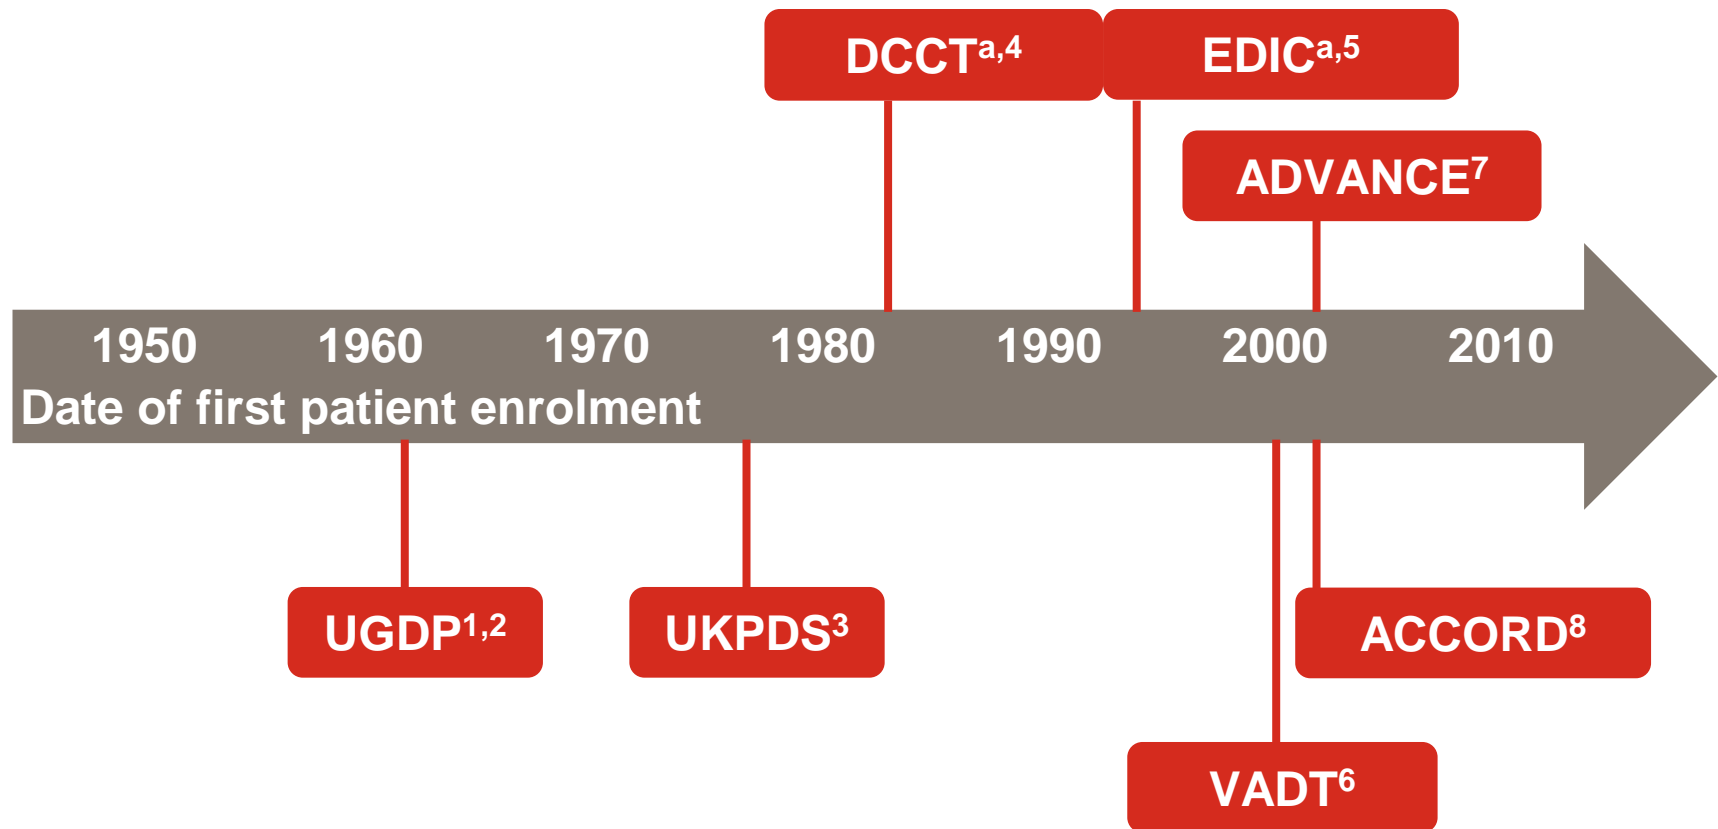 DCCTa,4
EDICa,5
ADVANCE7
1950 1960 1970 1980 1990 2000 2010
Date of first patient enrolment
UGDP1,2
UKPDS3
ACCORD8
VADT6